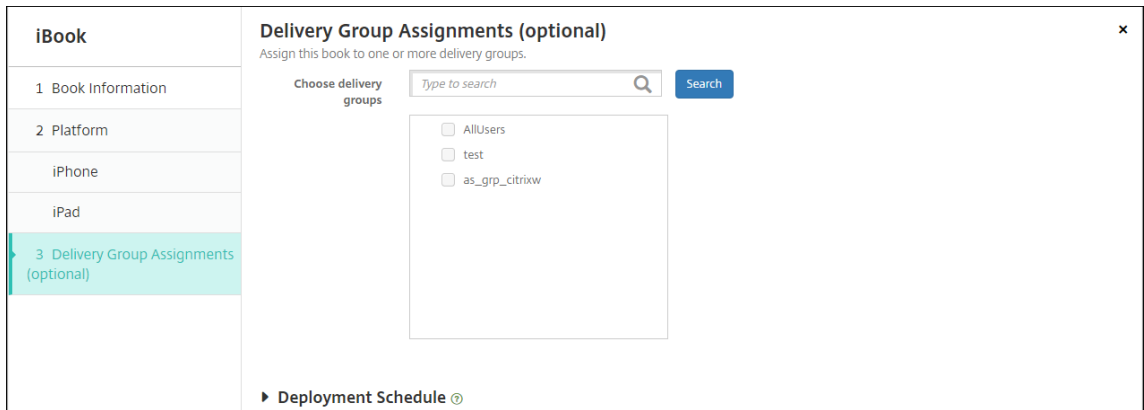 iBook
1 Book Information
2 Platform
iPhone
iPad
3 Delivery Group Assignments
(optional)
Delivery Group Assignments (optional)
×
Assign this book to one or more delivery groups.
Choose delivery
groups
Type to search
Search
AllUsers
test
as_grp_citrixw
Deployment Schedule ?